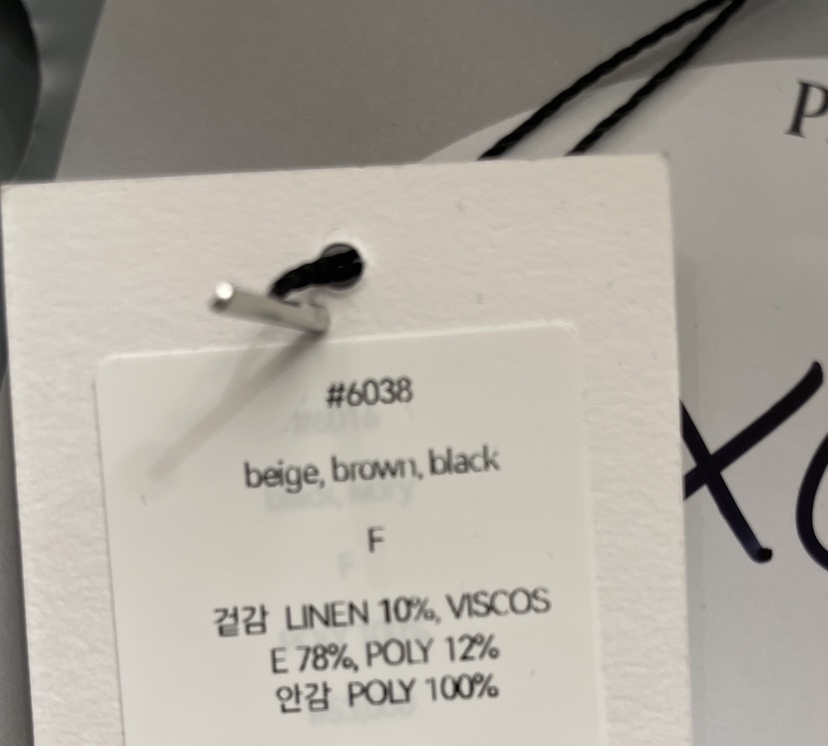 #6038
beige, brown, black
F
겉감 LINEN 10%, VISCOS
E 78%, POLY 12%
안감 POLY 100%